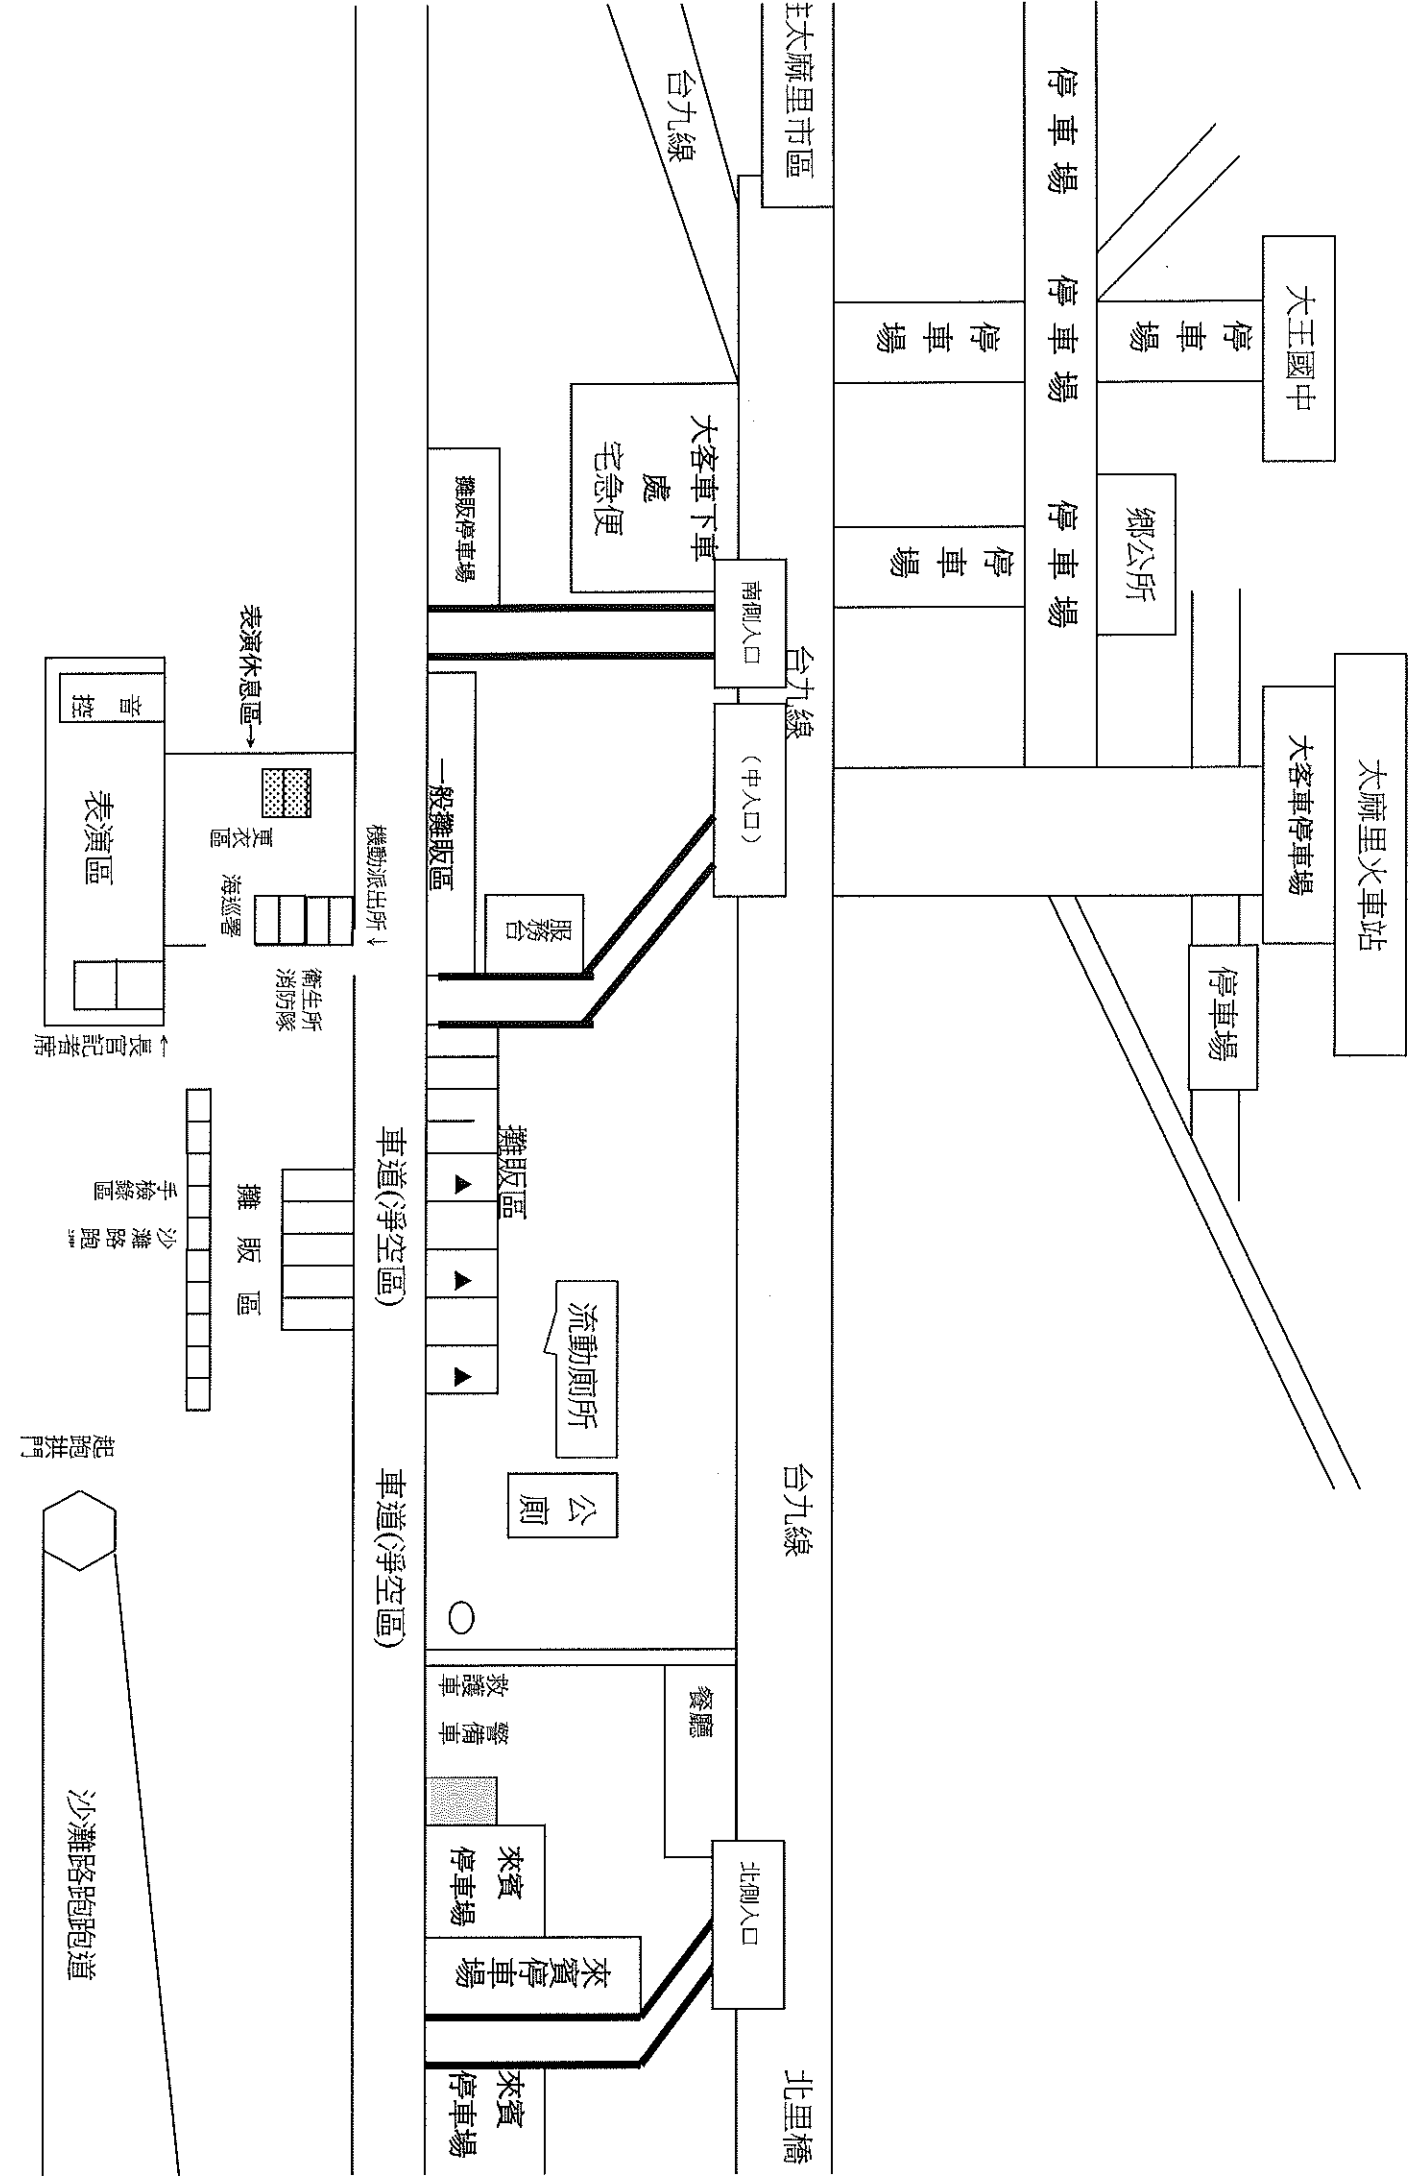 太麻里火車站
大客車停車場
停車場
大王國中
停車場
鄉公所
停車場
停車場
停車場
停車場
停車場
往太麻里市區
台九線
台九線
台九線
北里橋
南側入口
(中入口)
北側入口
大客車下車
處
宅急便
攤販停車場
一般攤販區
服務台
攤販區
流動廁所
公廁
餐廳
救護車
警備車
來賓
停車場
來賓停車場
來賓
停車場
機動派出所↓
車道(淨空區)
車道(淨空區)
表演休息區→
更衣區
海巡署
衛生所
消防隊
音控
表演區
←長官記者席
攤販區
手檢錄區
沙灘路跑
起跑拱門
沙灘路跑跑道